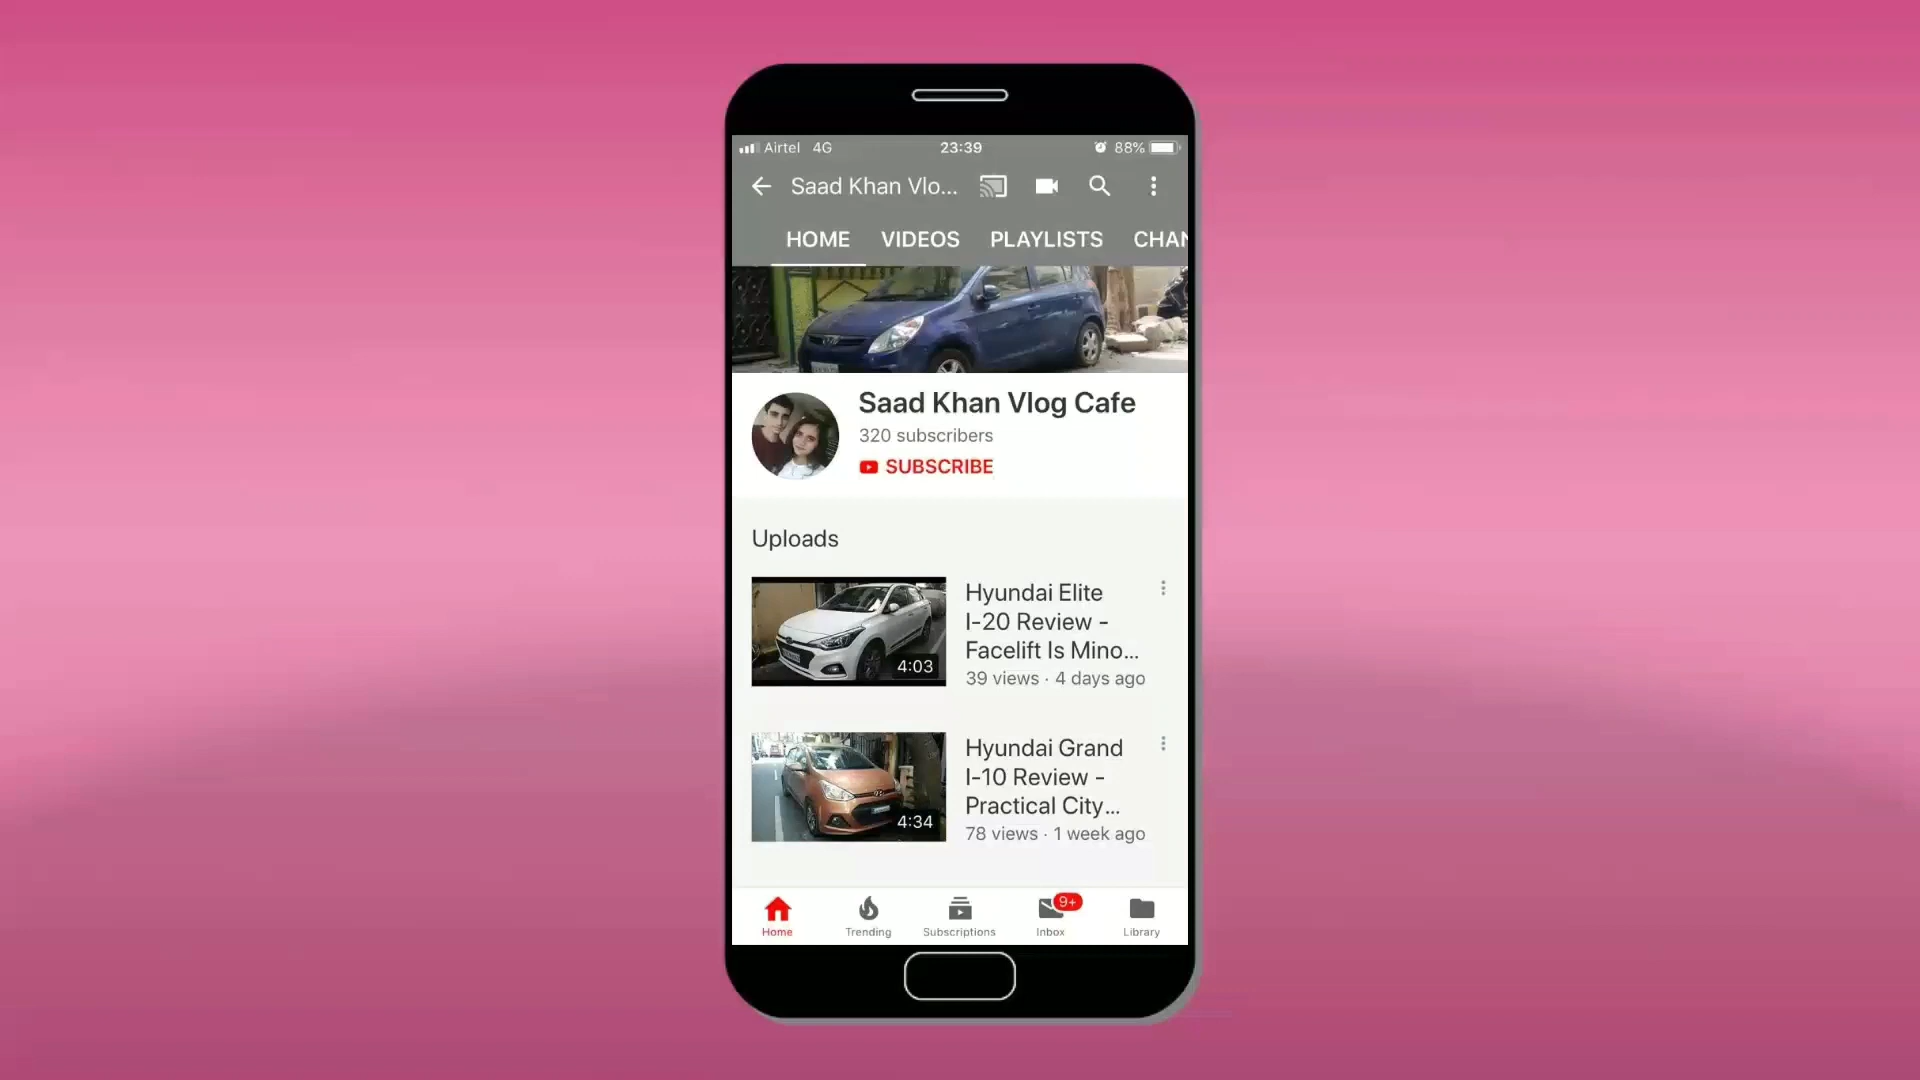 Airtel 4G 23:39 88%
Saad Khan Vlo...
HOME VIDEOS PLAYLISTS CHAN
Saad Khan Vlog Cafe
320 subscribers
SUBSCRIBE
Uploads
Hyundai Elite
I-20 Review -
Facelift Is Mino...
39 views · 4 days ago
4:03
Hyundai Grand
I-10 Review -
Practical City...
78 views · 1 week ago
4:34
9+
Home Trending Subscriptions Inbox Library